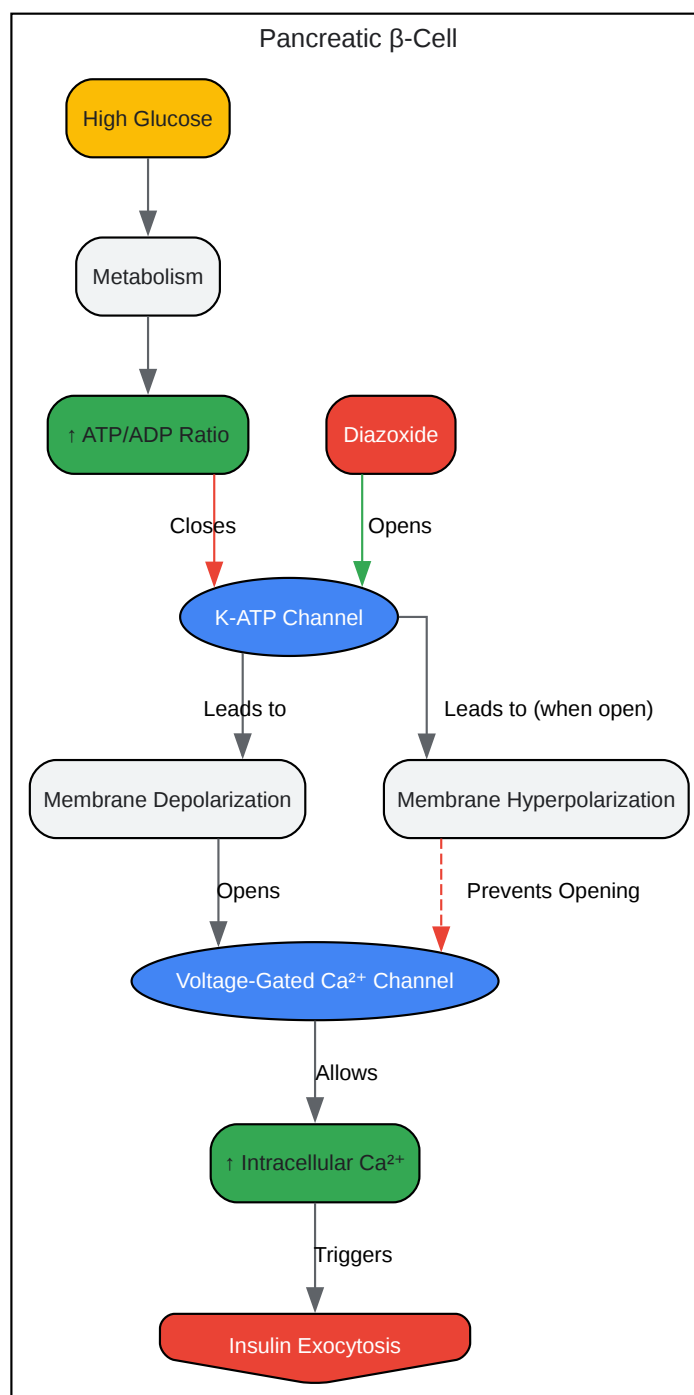 Pancreatic β-Cell
High Glucose
Metabolism
↑ ATP/ADP Ratio
Diazoxide
Closes
Opens
K-ATP Channel
Leads to
Leads to (when open)
Membrane Depolarization
Membrane Hyperpolarization
Opens
Prevents Opening
Voltage-Gated Ca²⁺ Channel
Allows
↑ Intracellular Ca²⁺
Triggers
Insulin Exocytosis